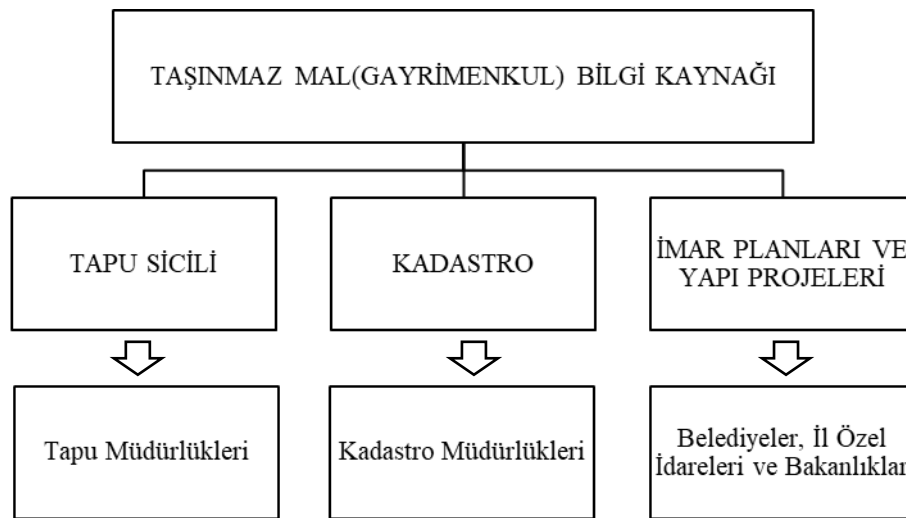 TAŞINMAZ MAL(GAYRİMENKUL) BİLGİ KAYNAĞI
TAPU SİCİLİ
KADASTRO
İMAR PLANLARI VE
YAPI PROJELERİ
Tapu Müdürlükleri
Kadastro Müdürlükleri
Belediyeler, İl Özel
İdareleri ve Bakanlıklar